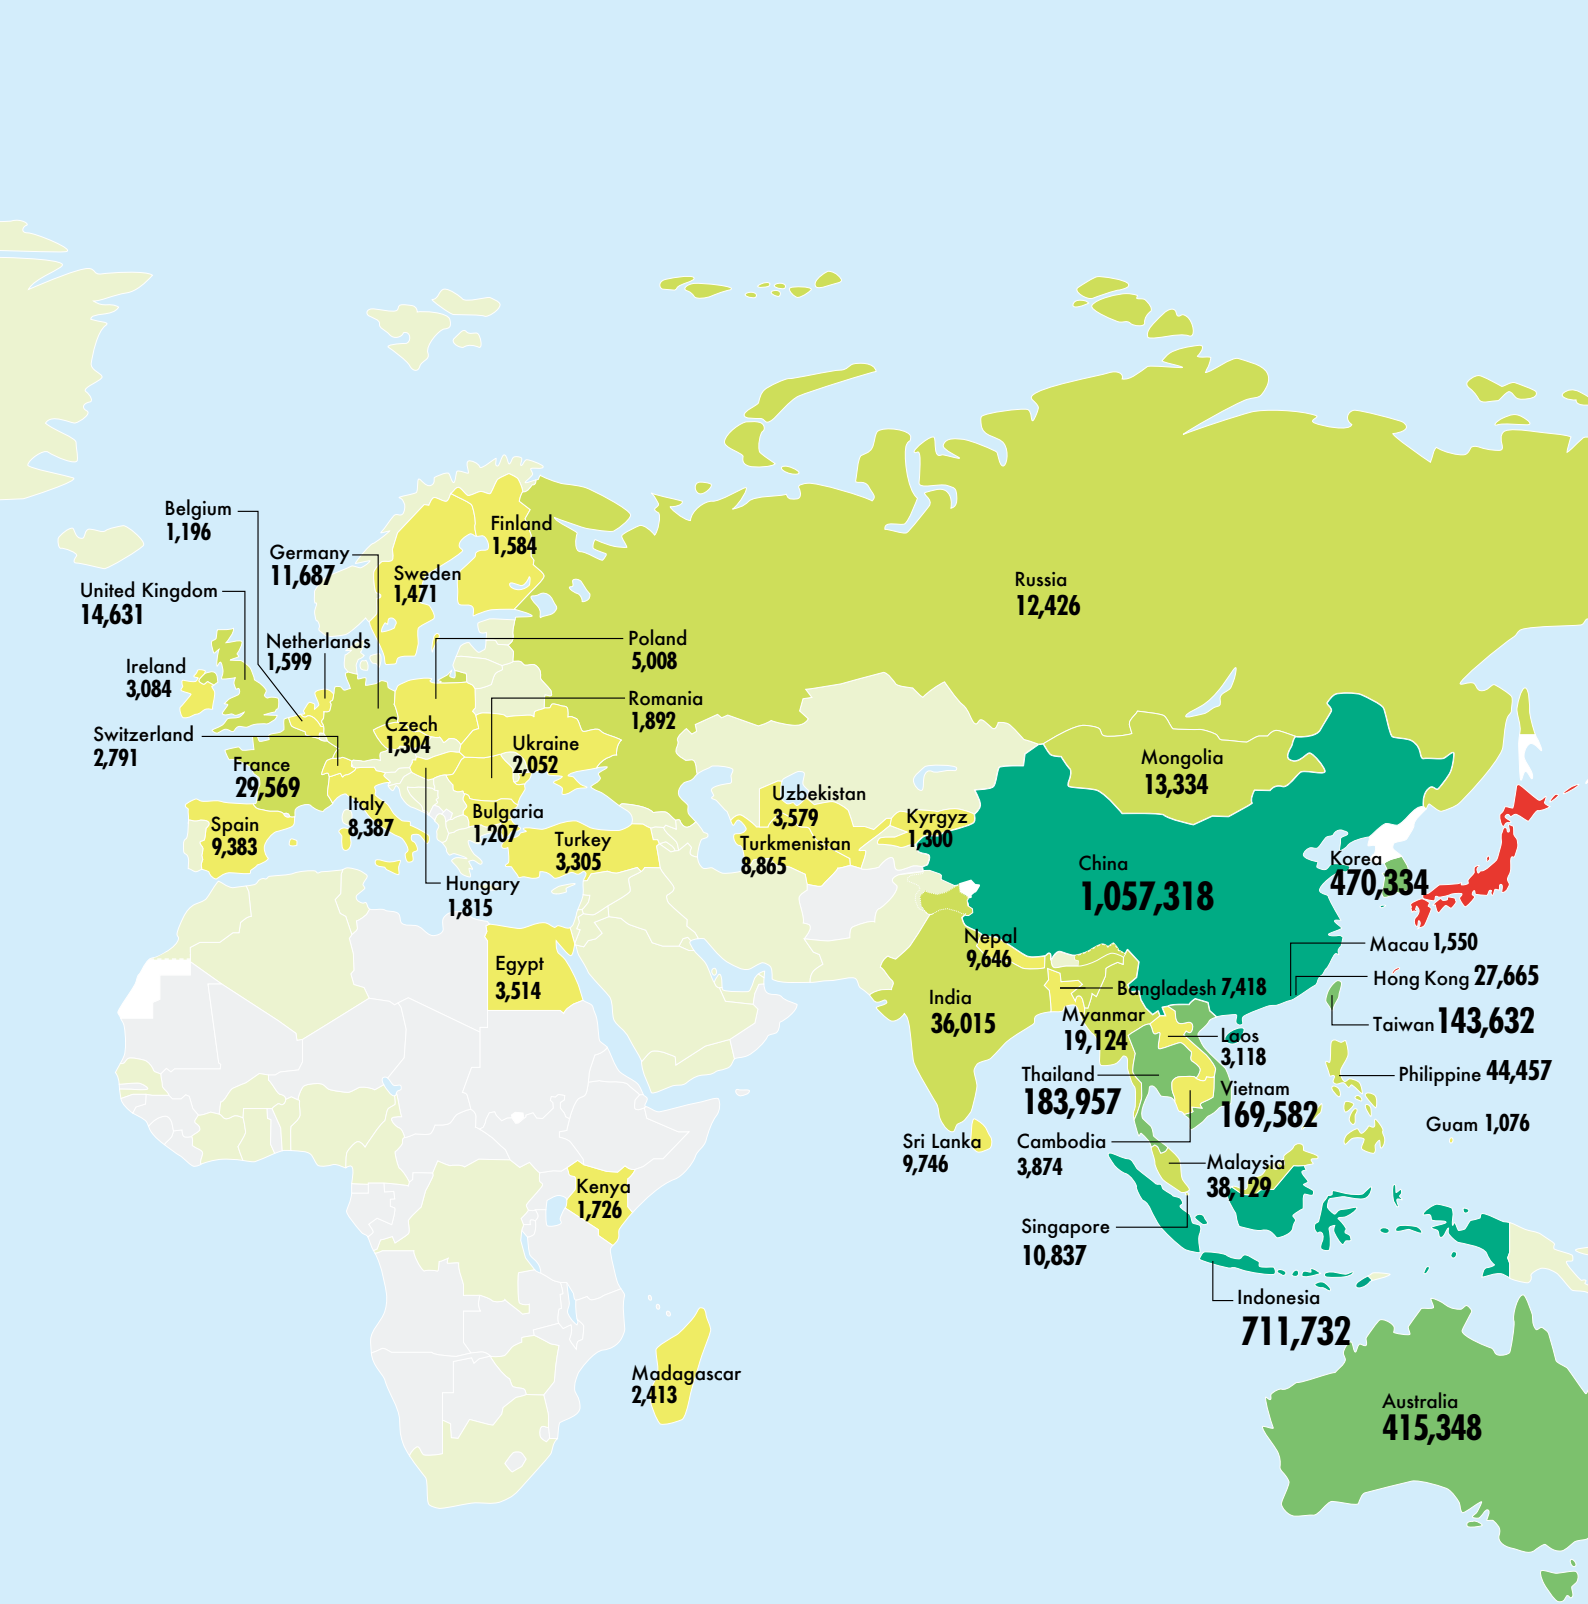 Belgium
1,196
Germany
11,687
Finland
1,584
Sweden
1,471
United Kingdom
14,631
Russia
12,426
Netherlands
1,599
Poland
5,008
Ireland
3,084
Romania
1,892
Switzerland
2,791
Czech
1,304
Ukraine
2,052
France
29,569
Mongolia
13,334
Italy
8,387
Uzbekistan
3,579
Bulgaria
1,207
Kyrgyz
1,300
Spain
9,383
Turkey
3,305
Turkmenistan
8,865
China
1,057,318
Korea
470,334
Hungary
1,815
Nepal
9,646
Macau 1,550
Egypt
3,514
Hong Kong 27,665
Bangladesh 7,418
India
36,015
Myanmar
19,124
Taiwan 143,632
Laos
3,118
Thailand
183,957
Philippine 44,457
Vietnam
169,582
Guam 1,076
Sri Lanka
9,746
Cambodia
3,874
Malaysia
38,129
Kenya
1,726
Singapore
10,837
Indonesia
711,732
Madagascar
2,413
Australia
415,348